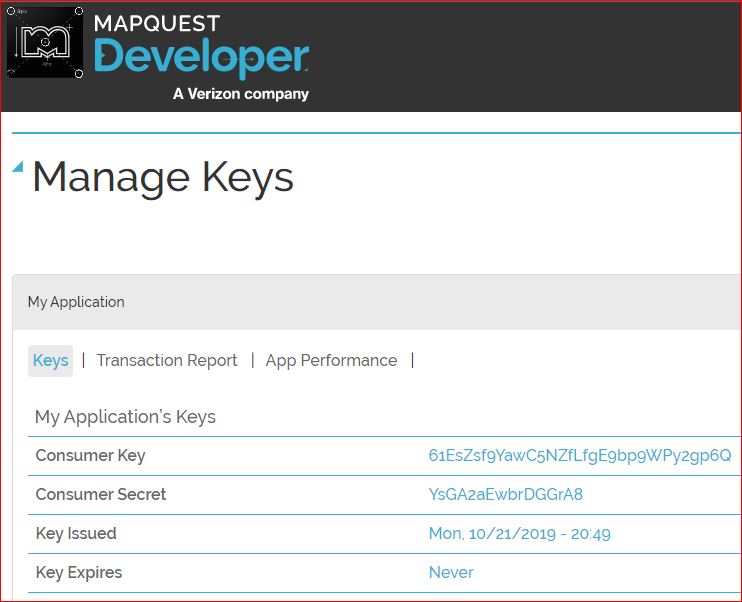 MAPQUEST
Developer
A Verizon company
Manage Keys
My Application
Keys | Transaction Report | App Performance |
My Application's Keys
Consumer Key 61EsZsf9YawC5NZfLfgE9bp9WPy2gp6Q
Consumer Secret YsGA2aEwbrDGGrA8
Key Issued Mon, 10/21/2019 - 20:49
Key Expires Never